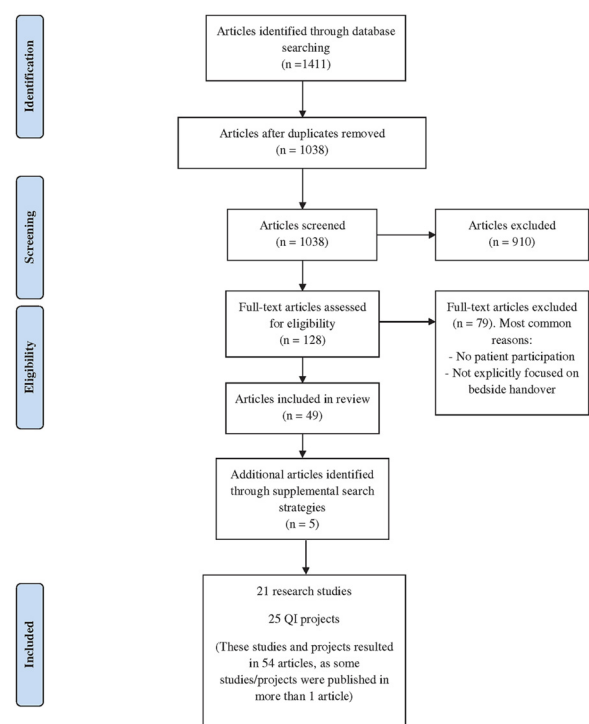 Identification
Articles identified through database
searching
(n =1411)
Articles after duplicates removed
(n = 1038)
Screening
Articles screened
(n = 1038)
Articles excluded
(n = 910)
Eligibility
Full-text articles assessed
for eligibility
(n = 128)
Full-text articles excluded
(n = 79). Most common
reasons:
- No patient participation
- Not explicitly focused on
bedside handover
Articles included in review
(n = 49)
Additional articles identified
through supplemental search
strategies
(n = 5)
Included
21 research studies
25 QI projects
(These studies and projects resulted
in 54 articles, as some
studies/projects were published in
more than 1 article)